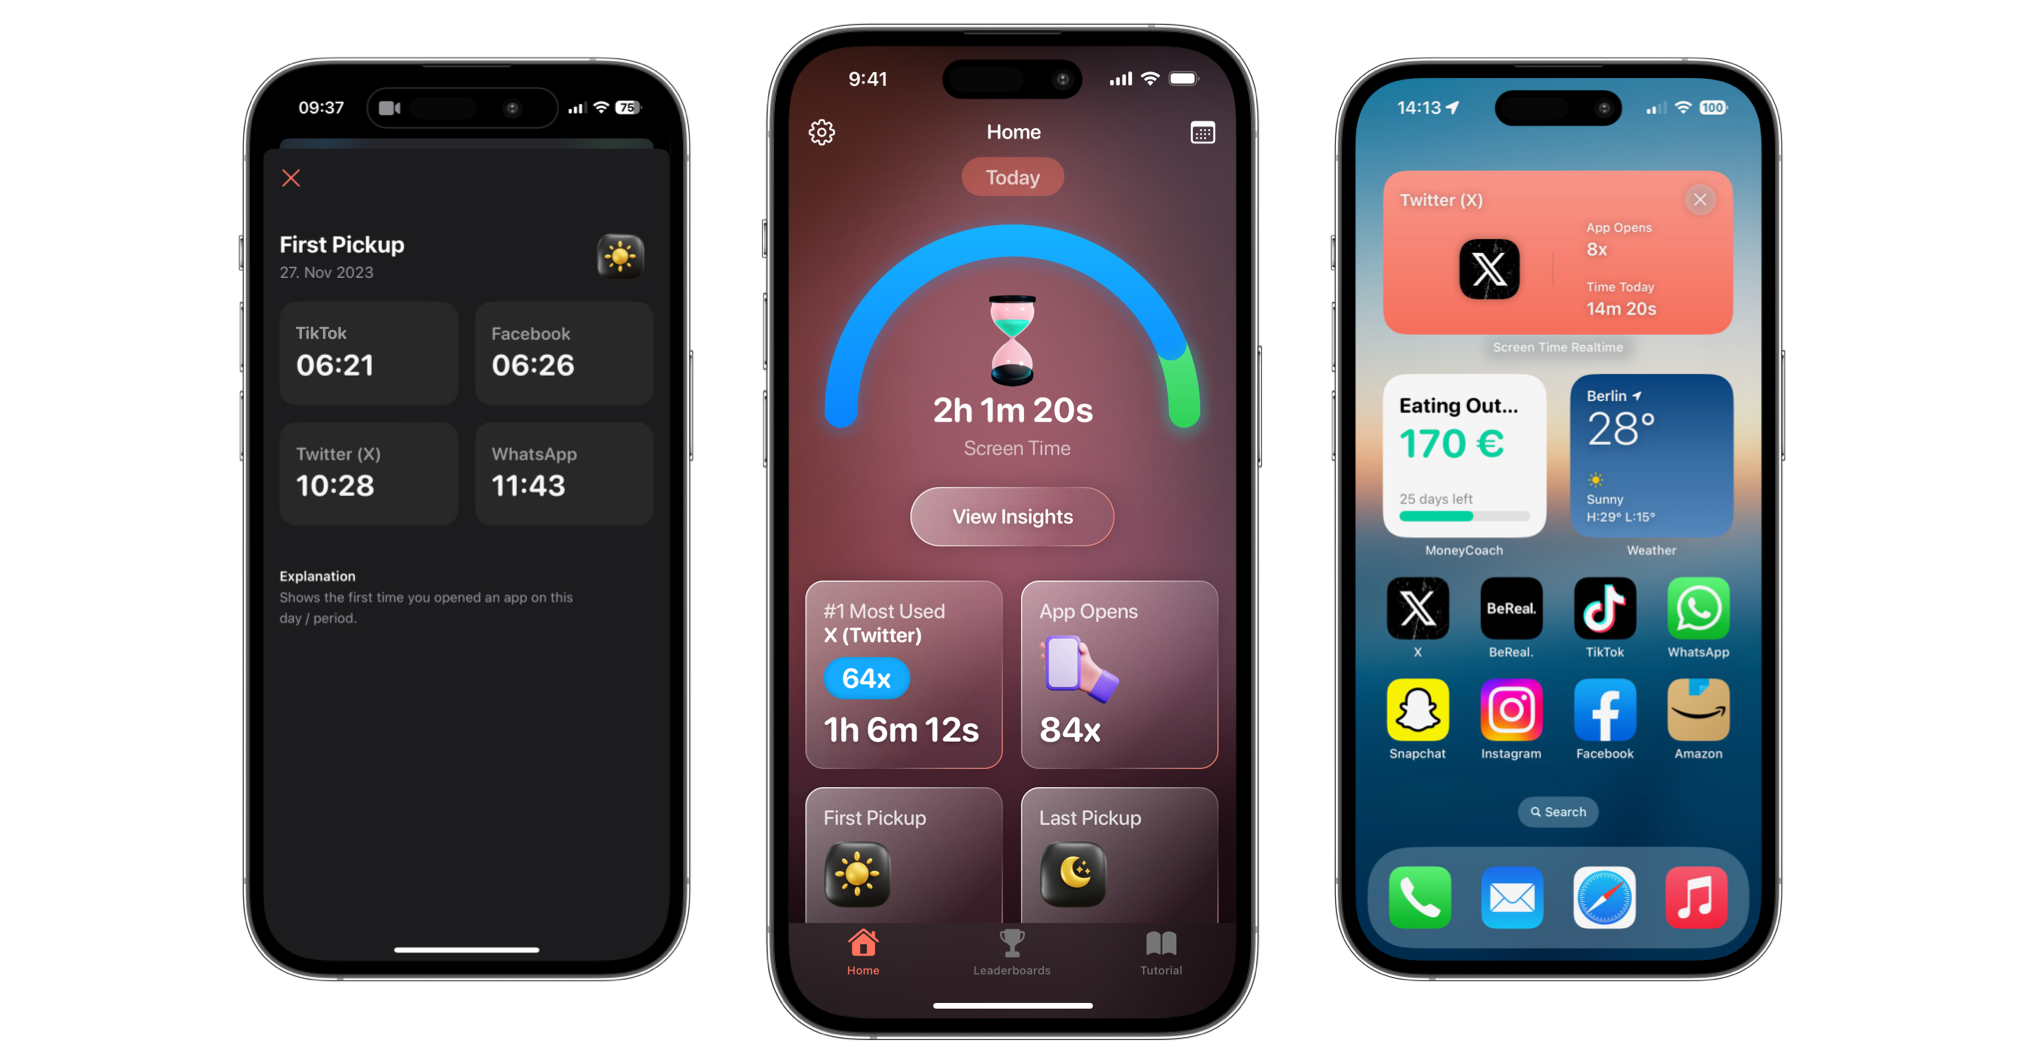 09:37
75
First Pickup
27. Nov 2023
TikTok
06:21
Facebook
06:26
Twitter (X)
10:28
WhatsApp
11:43
Explanation
Shows the first time you opened an app on this
day / period.
9:41
Home
Today
2h 1m 20s
Screen Time
View Insights
#1 Most Used
X (Twitter)
64x
1h 6m 12s
App Opens
84x
First Pickup
Last Pickup
Home
Leaderboards
Tutorial
14:13
100
Twitter (X)
App Opens
8x
Time Today
14m 20s
Screen Time Realtime
Eating Out...
170 €
25 days left
MoneyCoach
Berlin
28°
Sunny
H:29° L:15°
Weather
X
BeReal.
BeReal.
TikTok
WhatsApp
Snapchat
Instagram
Facebook
Amazon
Search